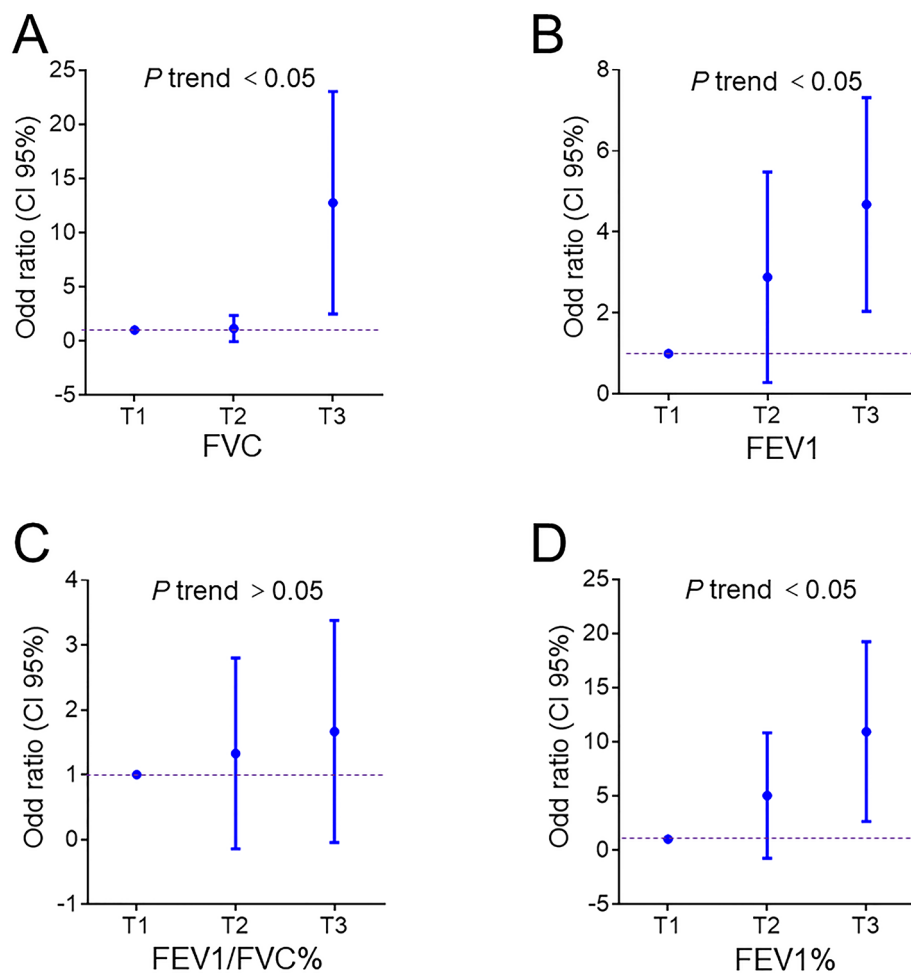 A
P trend < 0.05
Odd ratio (CI 95%)
25
20
15
10
5
0
-5
T1 T2 T3
FVC
B
P trend < 0.05
Odd ratio (CI 95%)
8
6
4
2
0
T1 T2 T3
FEV1
C
P trend > 0.05
Odd ratio (CI 95%)
4
3
2
1
0
-1
T1 T2 T3
FEV1/FVC%
D
P trend < 0.05
Odd ratio (CI 95%)
25
20
15
10
5
0
-5
T1 T2 T3
FEV1%